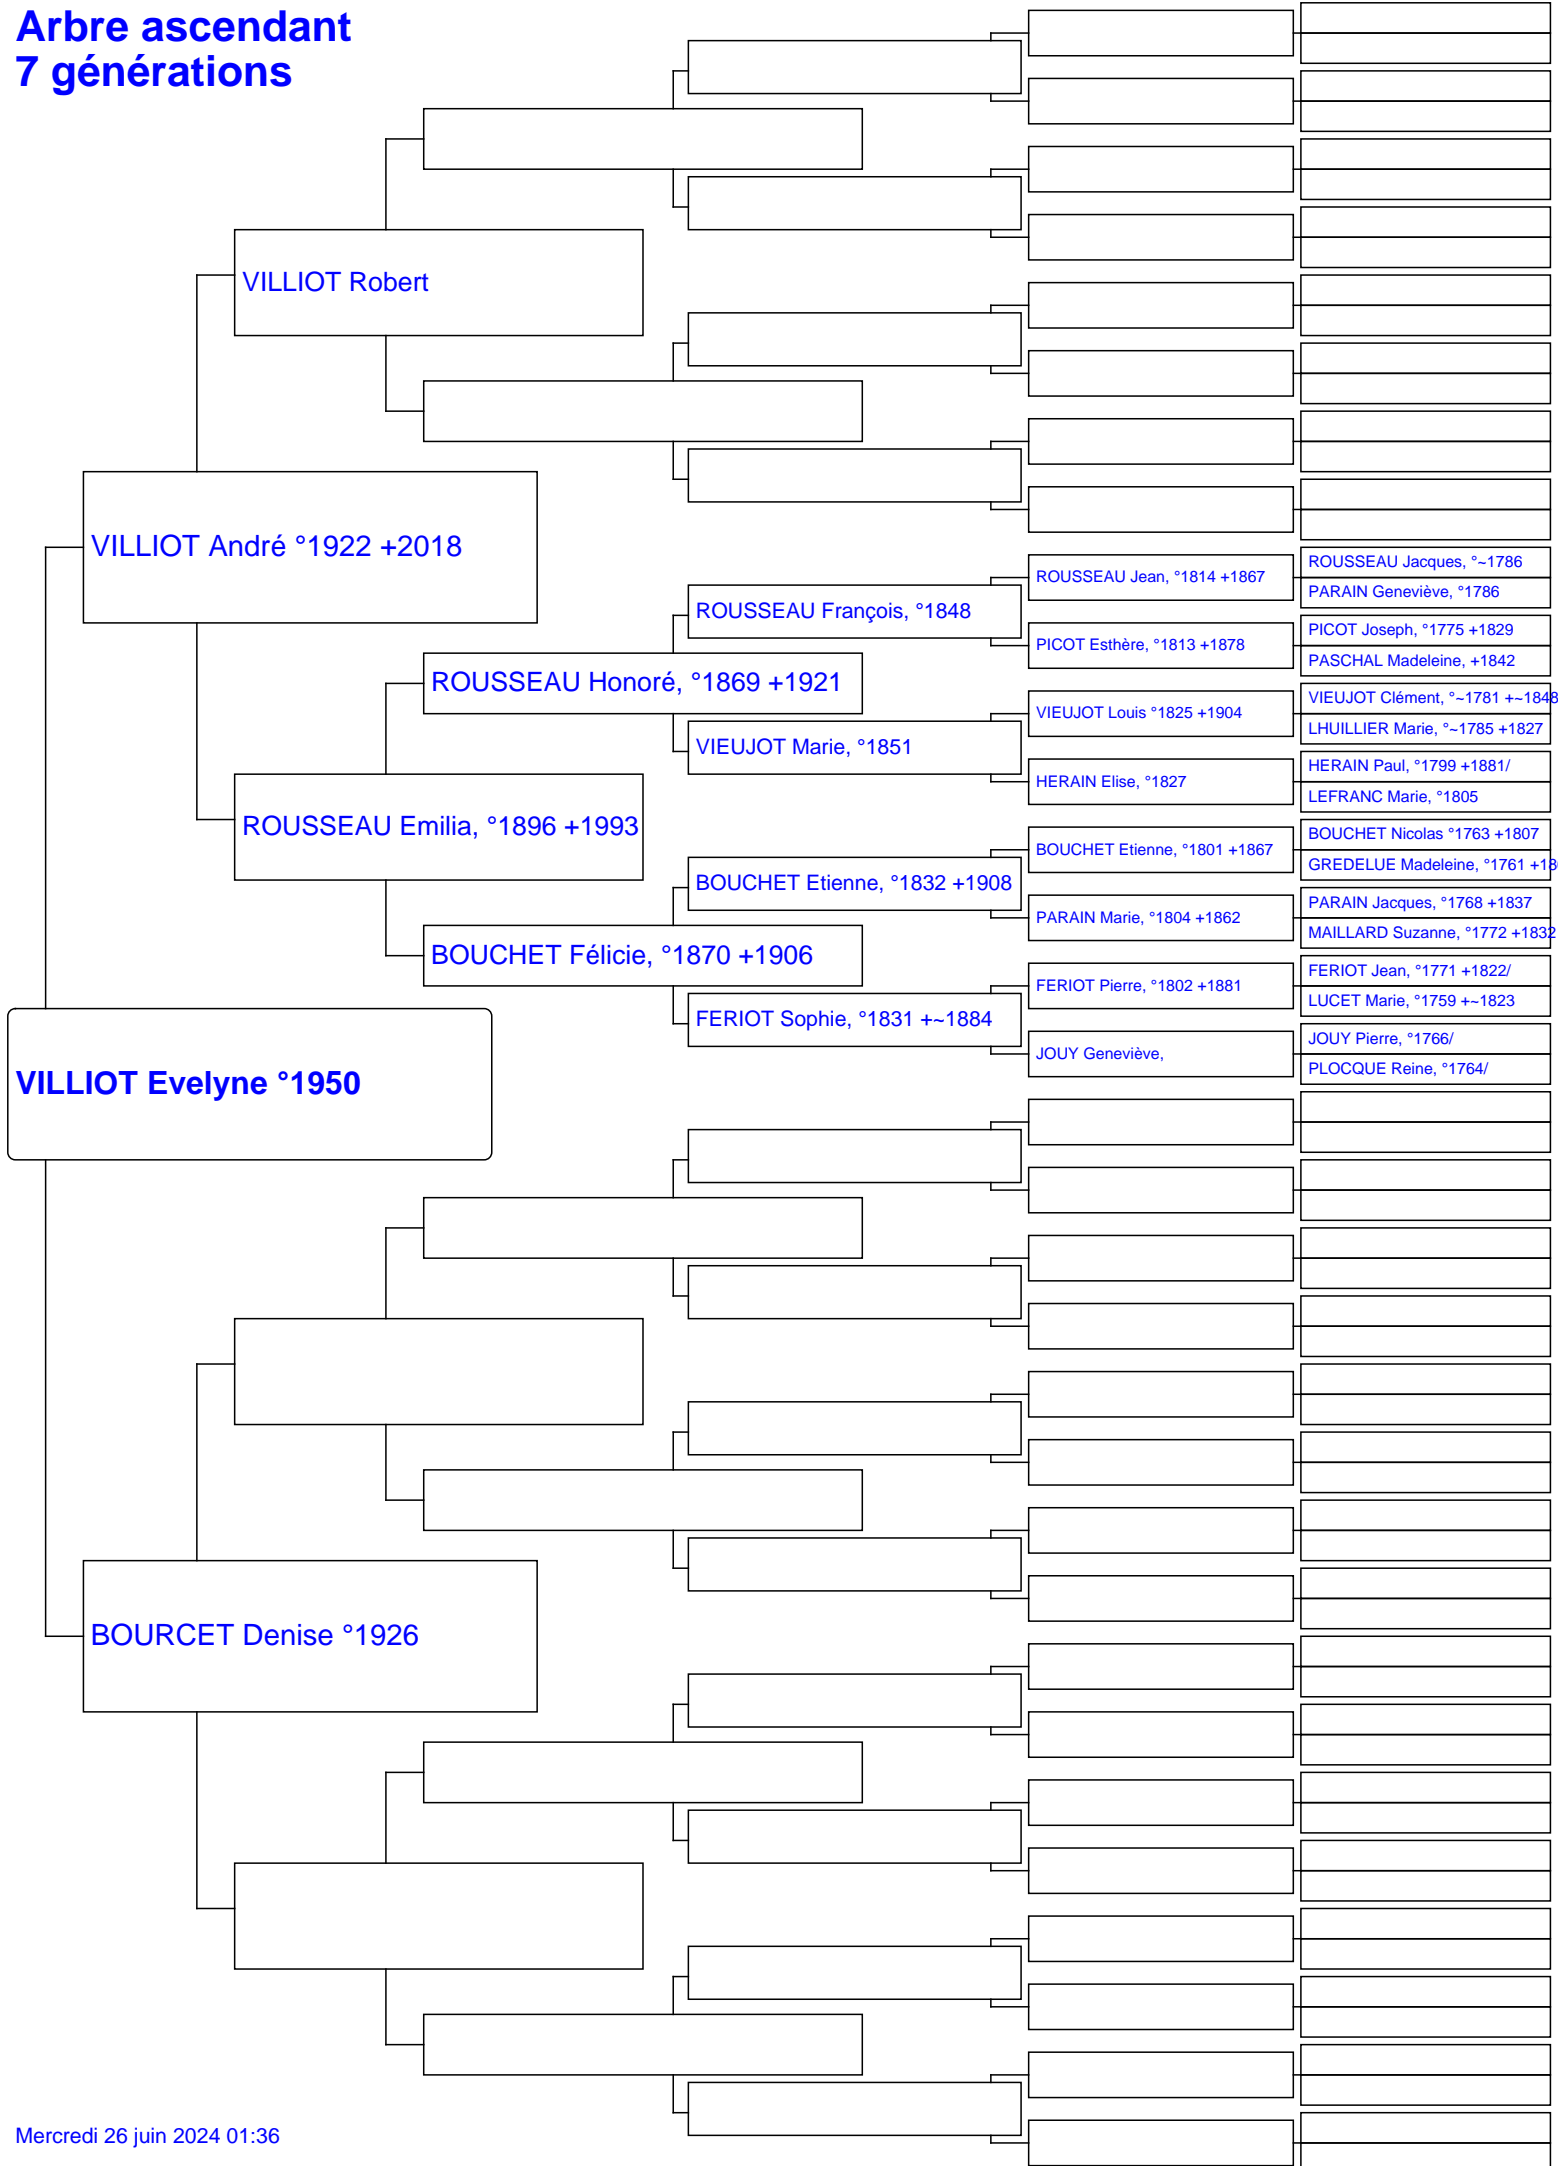 Arbre ascendant
7 générations
VILLIOT Robert
VILLIOT André °1922 +2018
ROUSSEAU Jean, °1814 +1867
ROUSSEAU Jacques, °~1786
PARAIN Geneviève, °1786
ROUSSEAU François, °1848
PICOT Esthère, °1813 +1878
PICOT Joseph, °1775 +1829
PASCHAL Madeleine, +1842
ROUSSEAU Honoré, °1869 +1921
VIEUJOT Louis °1825 +1904
VIEUJOT Clément, °~1781 +~1848
LHUILLIER Marie, °~1785 +1827
VIEUJOT Marie, °1851
HERAIN Elise, °1827
HERAIN Paul, °1799 +1881/
LEFRANC Marie, °1805
ROUSSEAU Emilia, °1896 +1993
BOUCHET Etienne, °1801 +1867
BOUCHET Nicolas °1763 +1807
GREDELUE Madeleine, °1761
BOUCHET Etienne, °1832 +1908
PARAIN Marie, °1804 +1862
PARAIN Jacques, °1768 +1837
MAILLARD Suzanne, °1772 +1832
BOUCHET Félicie, °1870 +1906
FERIOT Pierre, °1802 +1881
FERIOT Jean, °1771 +1822/
LUCET Marie, °1759 +~1823
FERIOT Sophie, °1831 +~1884
JOUY Geneviève,
JOUY Pierre, °1766/
PLOCQUE Reine, °1764/
VILLIOT Evelyne °1950
BOURCET Denise °1926
Mercredi 26 juin 2024 01:36